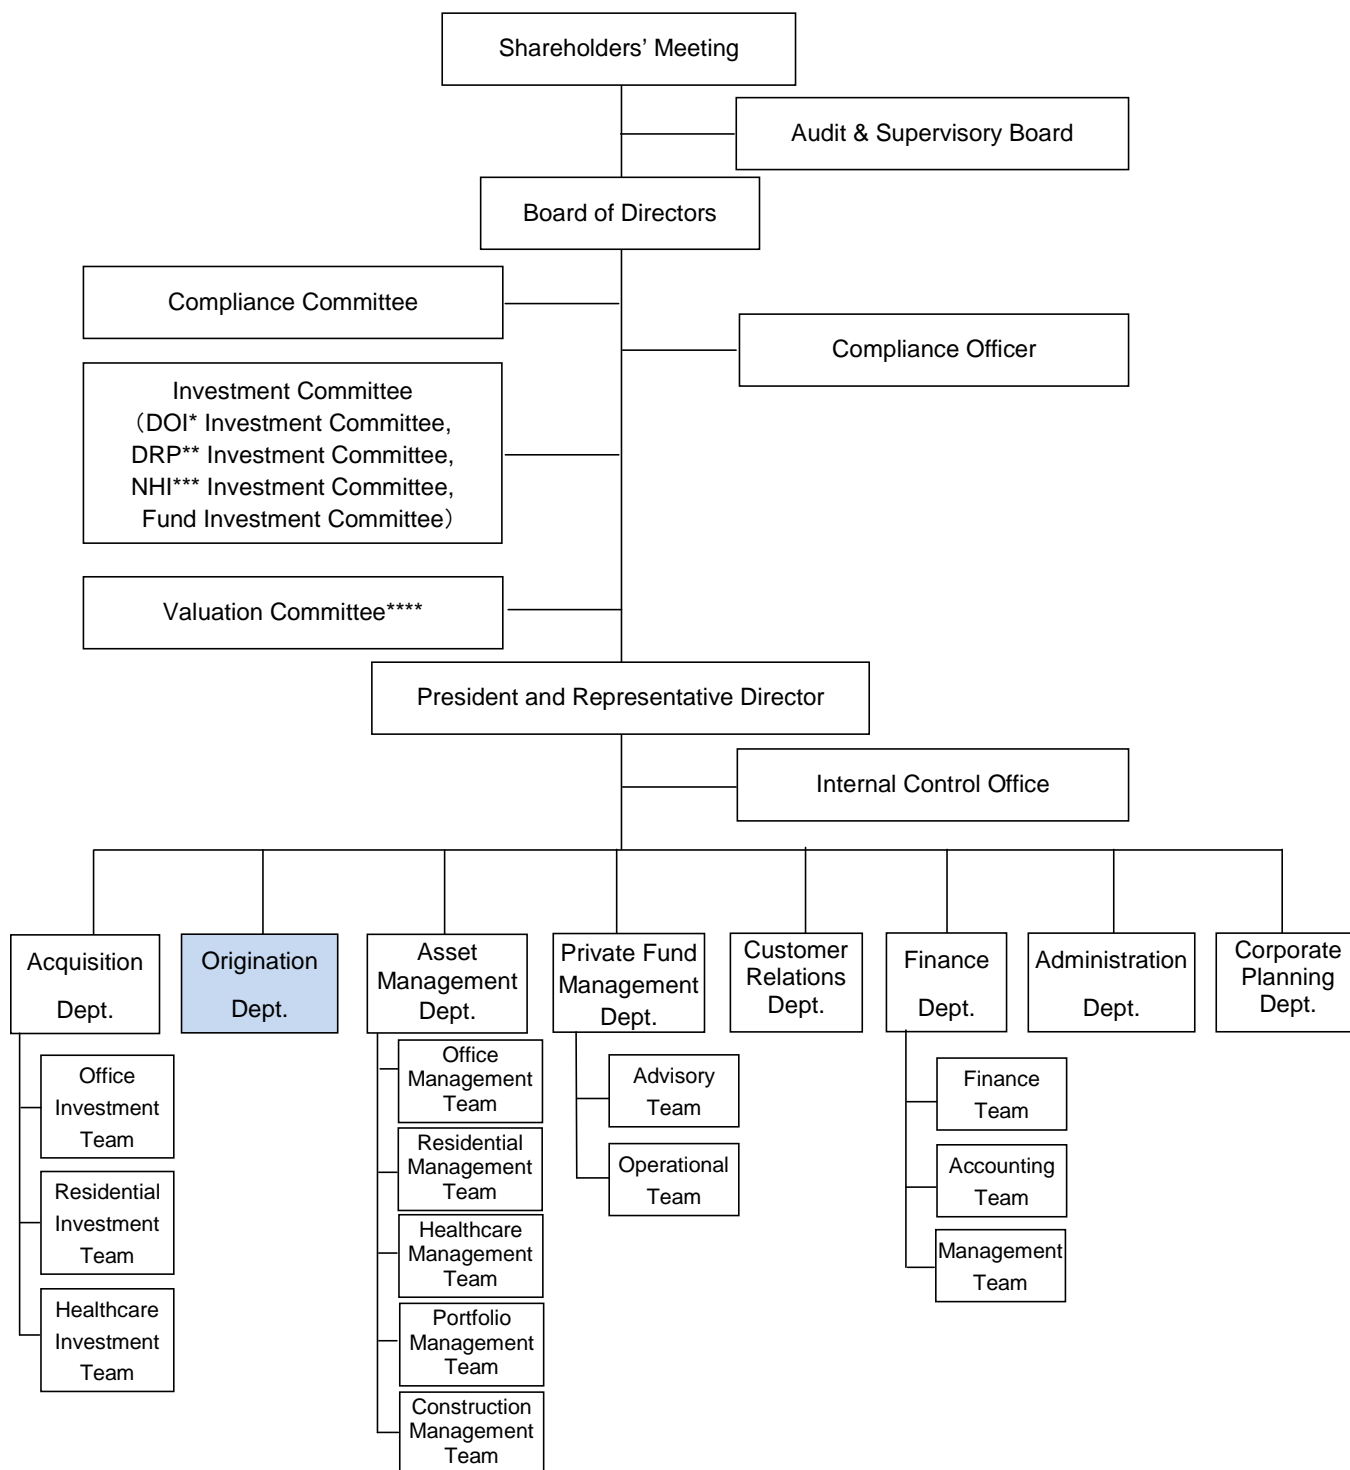 Shareholders’ Meeting
Audit & Supervisory Board
Board of Directors
Compliance Committee
Compliance Officer
Investment Committee
（DOI* Investment Committee,
DRP** Investment Committee,
NHI*** Investment Committee,
Fund Investment Committee）
Valuation Committee****
President and Representative Director
Internal Control Office
Acquisition
Dept.
Origination
Dept.
Asset
Management
Dept.
Private Fund
Management
Dept.
Customer
Relations
Dept.
Finance
Dept.
Administration
Dept.
Corporate
Planning
Dept.
Office
Investment
Team
Residential
Investment
Team
Healthcare
Investment
Team
Office
Management
Team
Residential
Management
Team
Healthcare
Management
Team
Portfolio
Management
Team
Construction
Management
Team
Advisory
Team
Operational
Team
Finance
Team
Accounting
Team
Management
Team